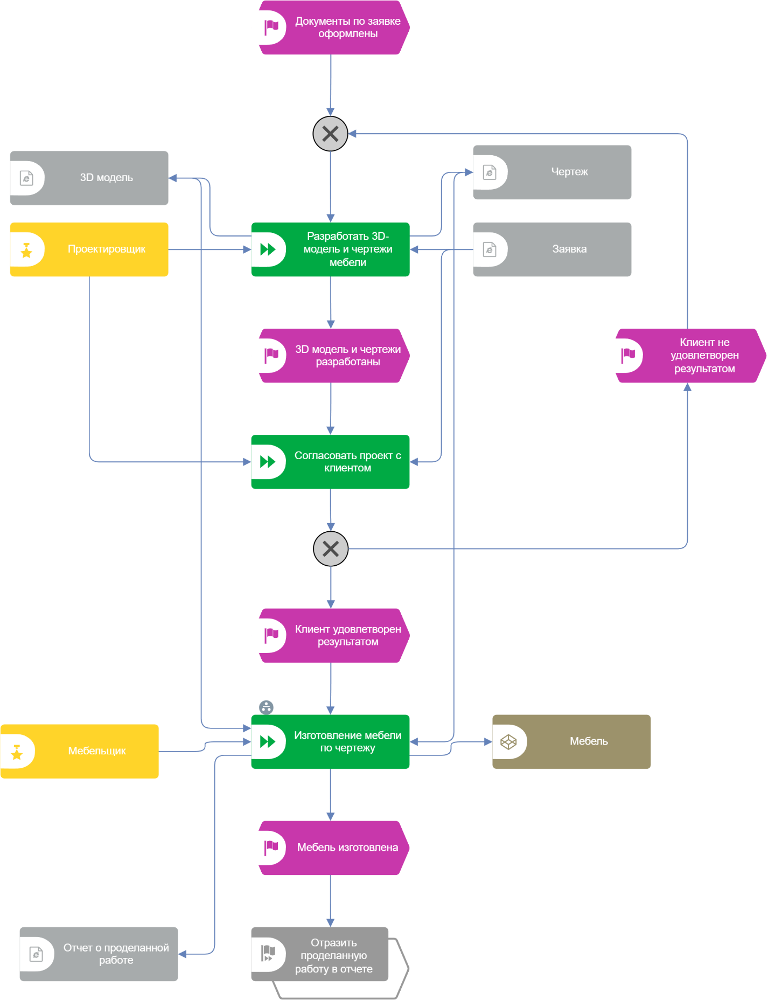 Документы по заявке
оформлены
3D модель
Чертеж
Проектировщик
Разработать 3D-
модель и чертежи
мебели
Заявка
3D модель и чертежи
разработаны
Клиент не
удовлетворен
результатом
Согласовать проект с
клиентом
Клиент удовлетворен
результатом
Мебельщик
Изготовление мебели
по чертежу
Мебель
Мебель изготовлена
Отчет о проделанной
работе
Отразить
проделанную
работу в отчете